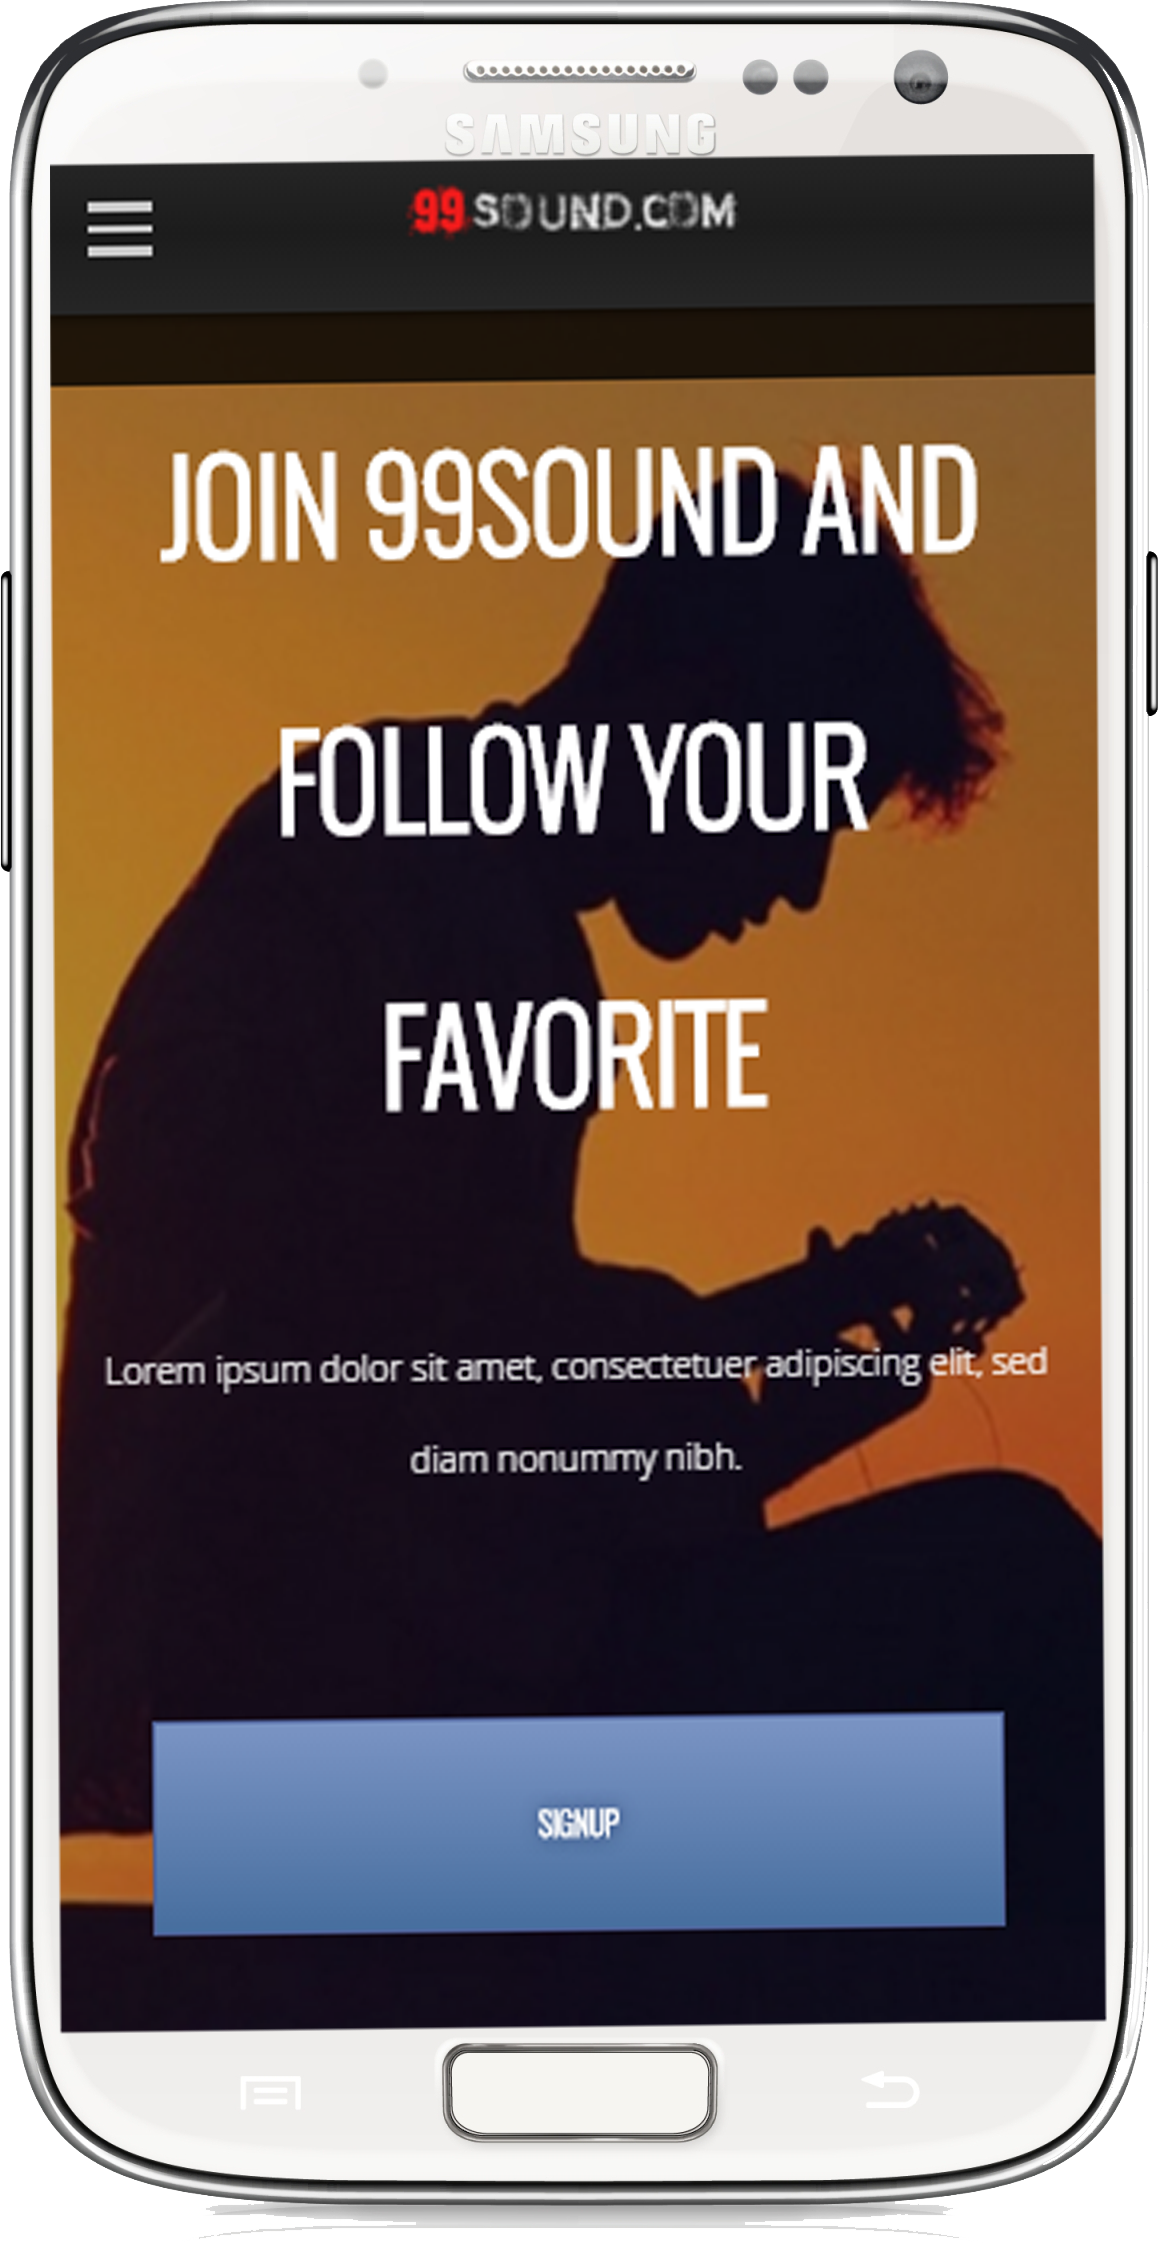 SAMSUNG
99SOUND.COM
JOIN 99SOUND AND
FOLLOW YOUR
FAVORITE
Lorem ipsum dolor sit amet, consectetuer adipiscing elit, sed
diam nonummy nibh.
SIGNUP